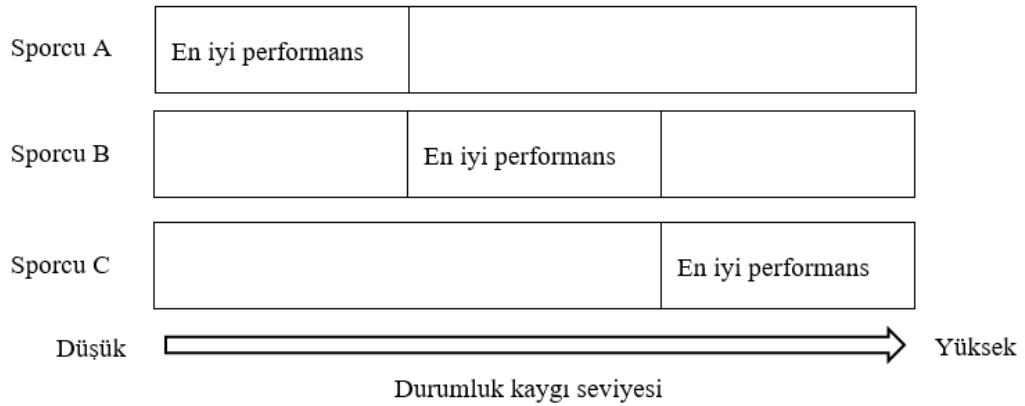 Sporcu A
En iyi performans
Sporcu B
En iyi performans
Sporcu C
En iyi performans
Düşük
Yüksek
Durumluk kaygı seviyesi